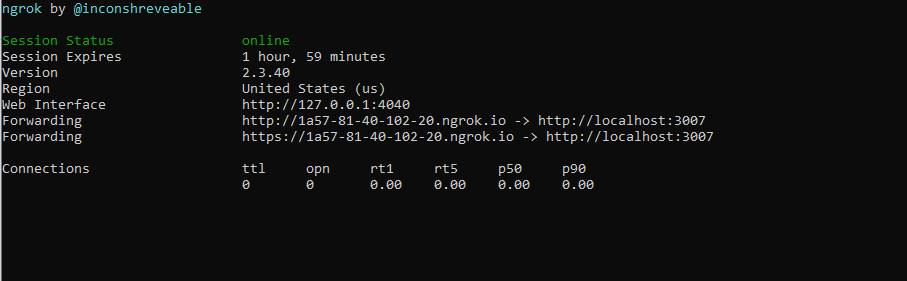 ngrok by @inconshreveable
Session Status online
Session Expires 1 hour, 59 minutes
Version 2.3.40
Region United States (us)
Web Interface http://127.0.0.1:4040
Forwarding http://1a57-81-40-102-20.ngrok.io -> http://localhost:3007
Forwarding https://1a57-81-40-102-20.ngrok.io -> http://localhost:3007
Connections ttl opn rt1 rt5 p50 p90
0 0 0.00 0.00 0.00 0.00